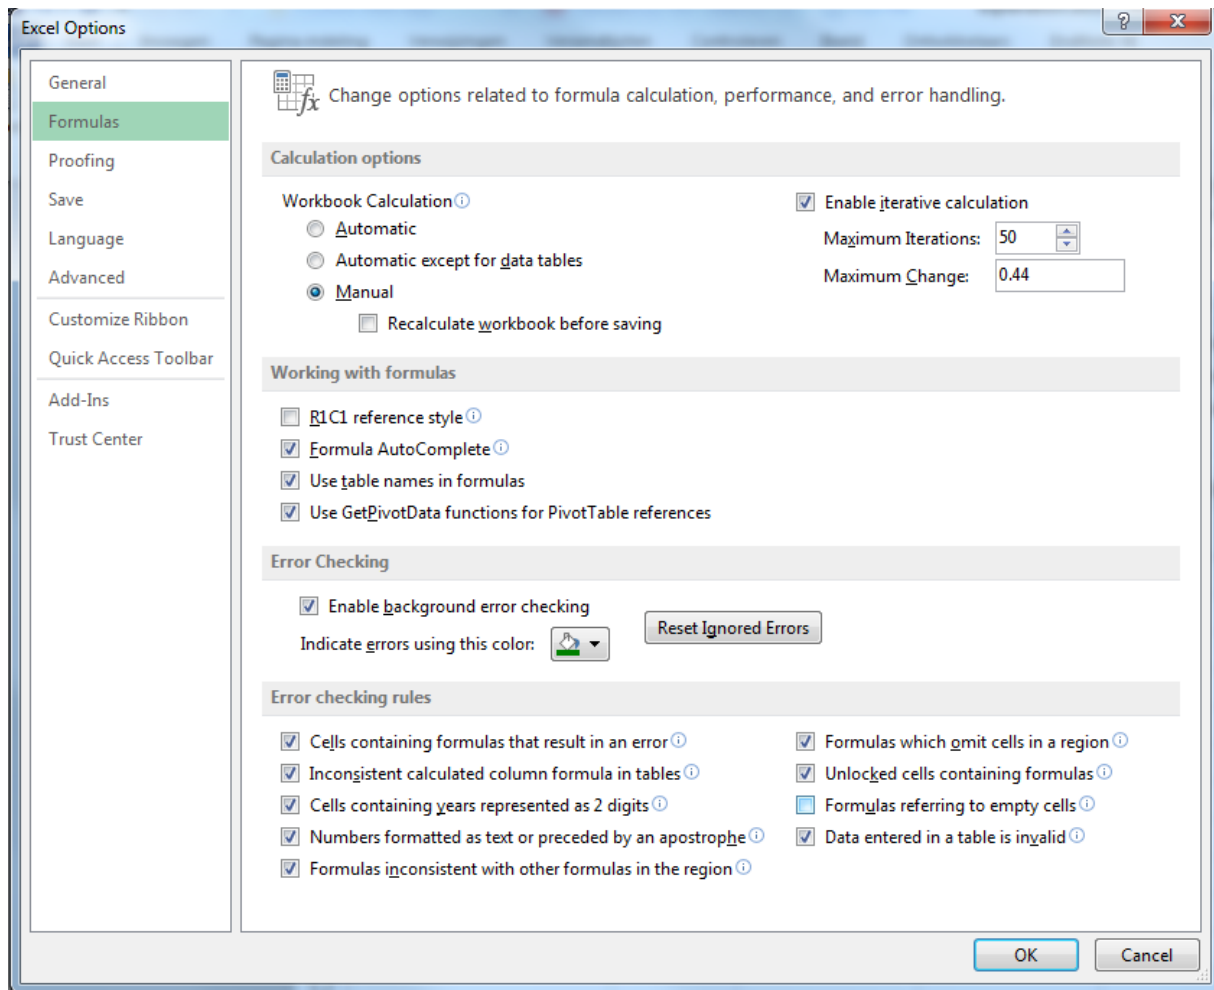 Excel Options
?
General
Formulas
Proofing
Save
Language
Advanced
Customize Ribbon
Quick Access Toolbar
Add-Ins
Trust Center
Change options related to formula calculation, performance, and error handling.
Calculation options
Workbook Calculation
Automatic
Automatic except for data tables
Manual
Recalculate workbook before saving
Enable iterative calculation
Maximum Iterations: 50
Maximum Change: 0.44
Working with formulas
R1C1 reference style
Formula AutoComplete
Use table names in formulas
Use GetPivotData functions for PivotTable references
Error Checking
Enable background error checking
Indicate errors using this color:
Reset Ignored Errors
Error checking rules
Cells containing formulas that result in an error
Inconsistent calculated column formula in tables
Cells containing years represented as 2 digits
Numbers formatted as text or preceded by an apostrophe
Formulas inconsistent with other formulas in the region
Formulas which omit cells in a region
Unlocked cells containing formulas
Formulas referring to empty cells
Data entered in a table is invalid
OK
Cancel